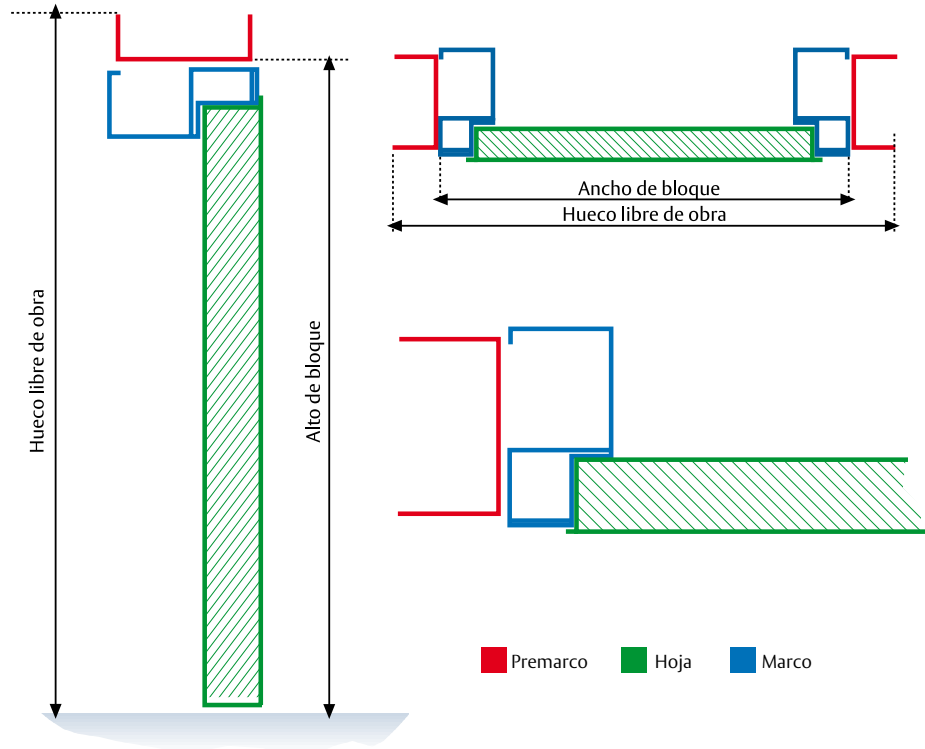 Hueco libre de obra
Alto de bloque
Ancho de bloque
Hueco libre de obra
Premarco
Hoja
Marco